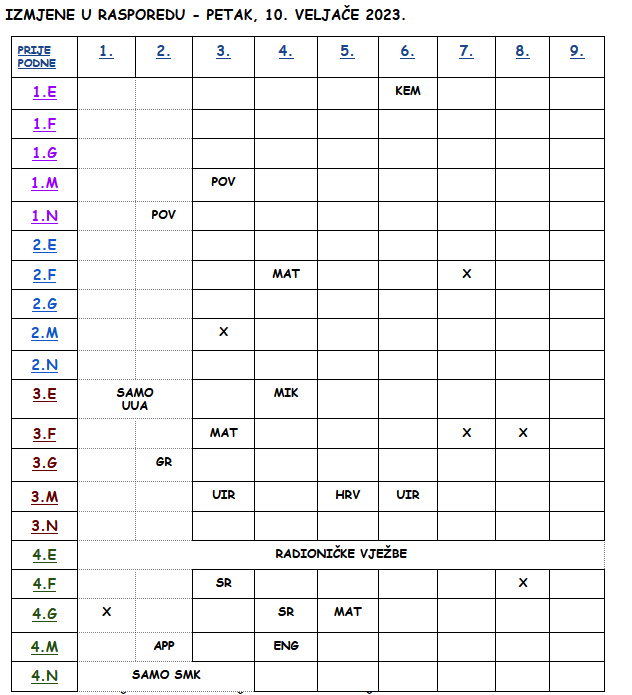 IZMJENE U RASPOREDU - PETAK, 10. VELJAČE 2023.
PRIJE PODNE 1. 2. 3. 4. 5. 6. 7. 8. 9.
1.E KEM
1.F
1.G
1.M POV
1.N POV
2.E
2.F MAT X
2.G
2.M X
2.N
3.E SAMO UUA MIK
3.F MAT X X
3.G GR
3.M UIR HRV UIR
3.N
4.E RADIONIČKE VJEŽBE
4.F SR X
4.G X SR MAT
4.M APP ENG
4.N SAMO SMK